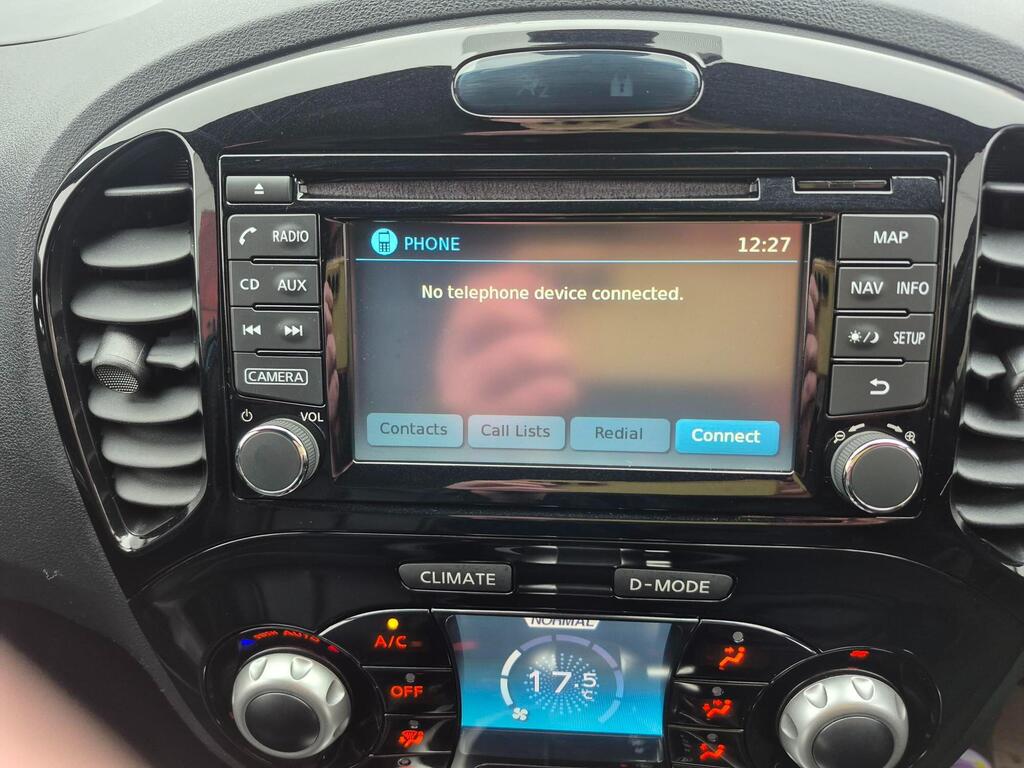 RADIO
CD AUX
CAMERA
VOL
PHONE
12:27
No telephone device connected.
Contacts
Call Lists
Redial
Connect
MAP
NAV INFO
SETUP
CLIMATE
D-MODE
AUTO
A/C
OFF
NORMAL
17.5